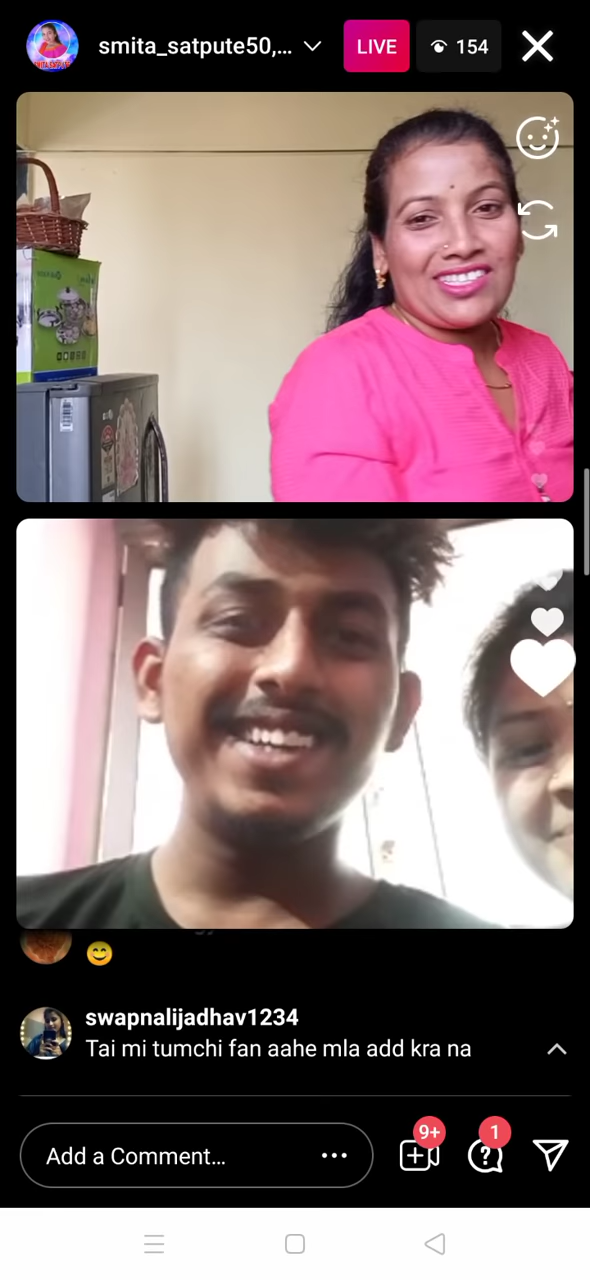 smita_satpute50,...
LIVE
154
😊
swapnalijadhav1234
Tai mi tumchi fan aahe mla add kra na
Add a Comment...
9+
1